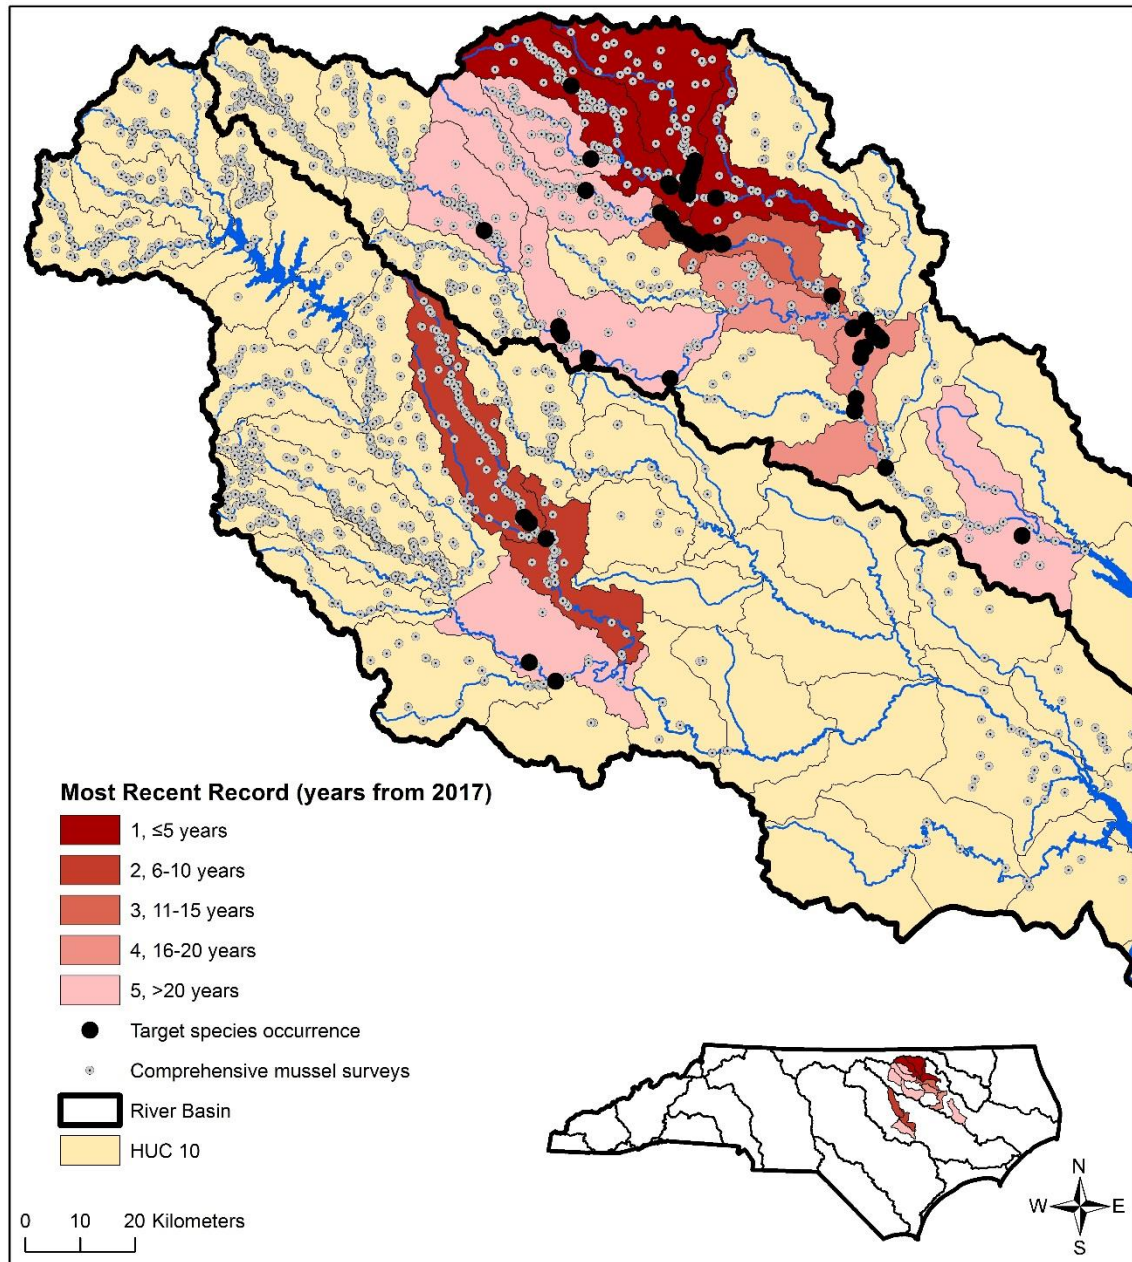 Most Recent Record (years from 2017)
1, ≤5 years
2, 6-10 years
3, 11-15 years
4, 16-20 years
5, >20 years
Target species occurrence
Comprehensive mussel surveys
River Basin
HUC 10
0 10 20 Kilometers
N
W E
S